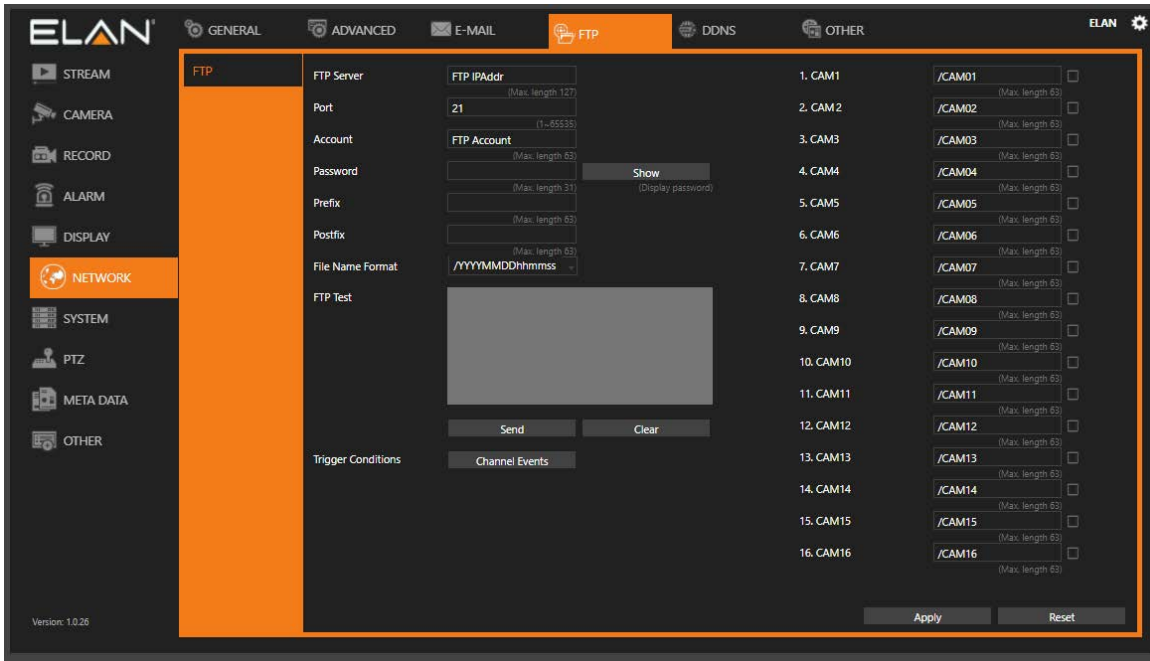 ELAN
GENERAL
ADVANCED
E-MAIL
FTP
DDNS
OTHER
ELAN
STREAM
CAMERA
RECORD
ALARM
DISPLAY
NETWORK
SYSTEM
PTZ
META DATA
OTHER
Version: 1.0.26
FTP
FTP Server FTP IPAddr
(Max. length 127)
Port 21
(1~65535)
Account FTP Account
(Max. length 63)
Password Show
(Max. length 31) (Display password)
Prefix
(Max. length 63)
Postfix
(Max. length 63)
File Name Format /YYYYMMDDhhmmss
FTP Test
Send Clear
Trigger Conditions Channel Events
1. CAM1 /CAM01
(Max. length 63)
2. CAM 2 /CAM02
(Max. length 63)
3. CAM3 /CAM03
(Max. length 63)
4. CAM4 /CAM04
(Max. length 63)
5. CAM5 /CAM05
(Max. length 63)
6. CAM6 /CAM06
(Max. length 63)
7. CAM7 /CAM07
(Max. length 63)
8. CAM8 /CAM08
(Max. length 63)
9. CAM9 /CAM09
(Max. length 63)
10. CAM10 /CAM10
(Max. length 63)
11. CAM11 /CAM11
(Max. length 63)
12. CAM12 /CAM12
(Max. length 63)
13. CAM13 /CAM13
(Max. length 63)
14. CAM14 /CAM14
(Max. length 63)
15. CAM15 /CAM15
(Max. length 63)
16. CAM16 /CAM16
(Max. length 63)
Apply Reset